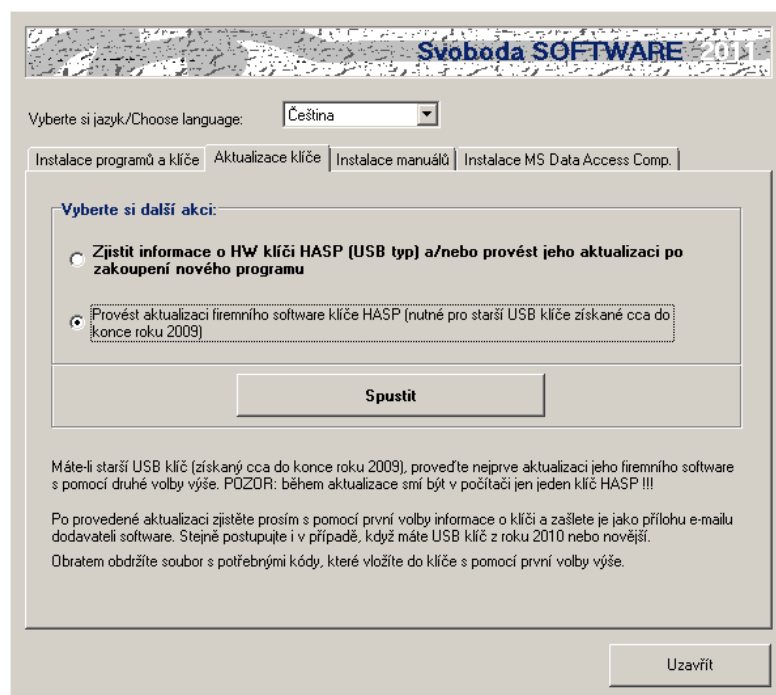 Svoboda SOFTWARE 2011
Vyberte si jazyk/Choose language:
Čeština
Instalace programů a klíče
Aktualizace klíče
Instalace manuálů
Instalace MS Data Access Comp.
Vyberte si další akci:
Zjistit informace o HW klíči HASP (USB typ) a/nebo provést jeho aktualizaci po
zakoupení nového programu
Provést aktualizaci firemního software klíče HASP (nutné pro starší USB klíče získané cca do
konce roku 2009)
Spustit
Máte-li starší USB klíč (získaný cca do konce roku 2009), proveďte nejprve aktualizaci jeho firemního software
s pomocí druhé volby výše. POZOR: během aktualizace smí být v počítači jen jeden klíč HASP !!!
Po provedené aktualizaci zjistěte prosím s pomocí první volby informace o klíči a zašlete je jako přílohu e-mailu
dodavateli software. Stejně postupujte i v případě, když máte USB klíč z roku 2010 nebo novější.
Obratem obdržíte soubor s potřebnými kódy, které vložíte do klíče s pomocí první volby výše.
Uzavřít